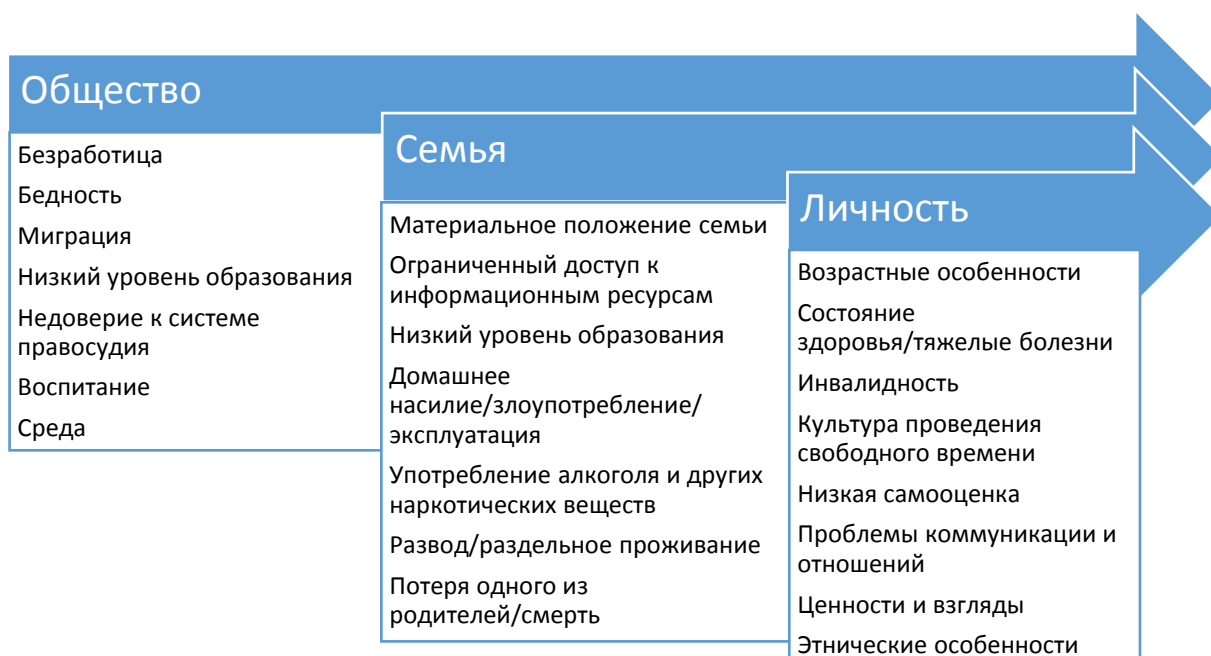 Общество
Безработица
Бедность
Миграция
Низкий уровень образования
Недоверие к системе
правосудия
Воспитание
Среда
Семья
Материальное положение семьи
Ограниченный доступ к
информационным ресурсам
Низкий уровень образования
Домашнее
насилие/злоупотребление/
эксплуатация
Употребление алкоголя и других
наркотических веществ
Развод/раздельное проживание
Потеря одного из
родителей/смерть
Личность
Возрастные особенности
Состояние
здоровья/тяжелые болезни
Инвалидность
Культура проведения
свободного времени
Низкая самооценка
Проблемы коммуникации и
отношений
Ценности и взгляды
Этнические особенности